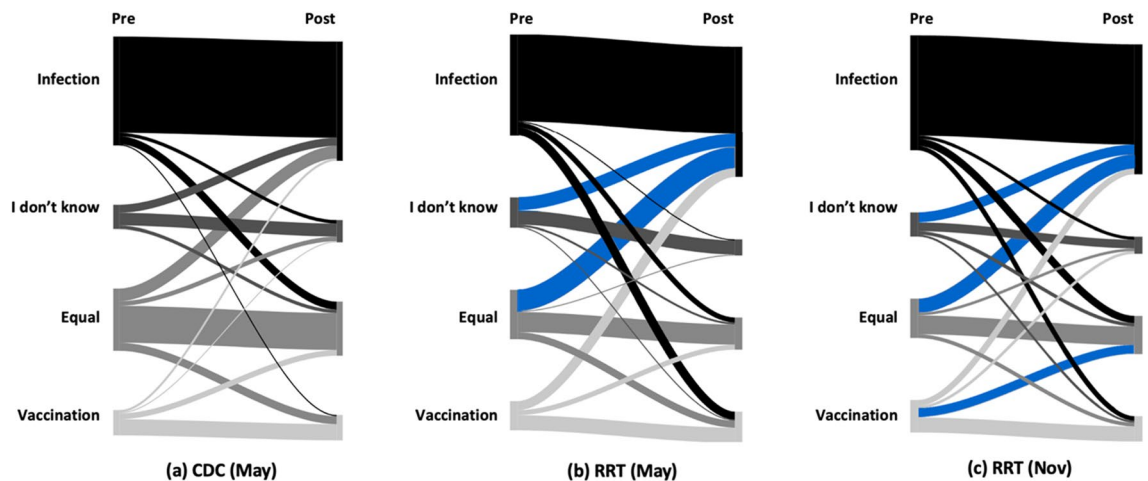 Pre Post
Infection
I don't know
Equal
Vaccination
(a) CDC (May)
Pre Post
Infection
I don't know
Equal
Vaccination
(b) RRT (May)
Pre Post
Infection
I don't know
Equal
Vaccination
(c) RRT (Nov)